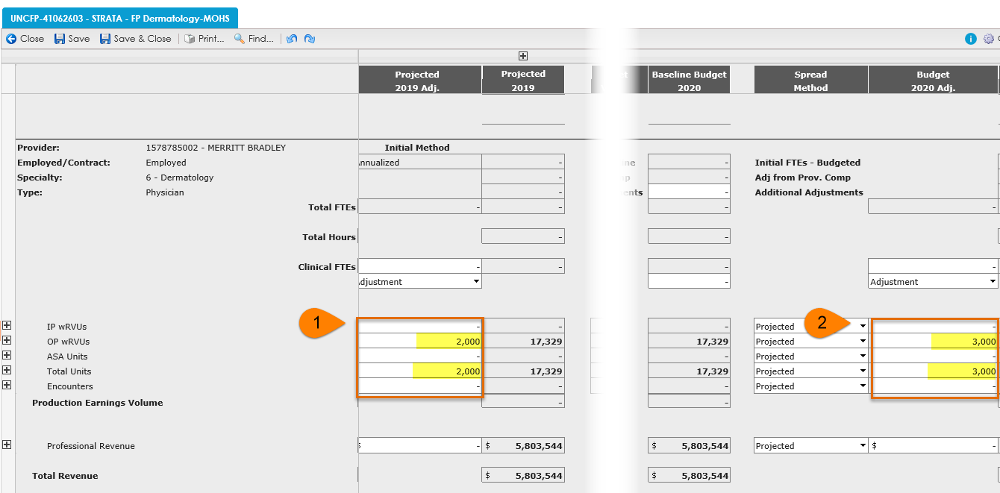 UNCFP-41062603 - STRATA - FP Dermatology-MOHS
Close Save Save & Close Print... Find...
Projected Projected Baseline Budget Spread Budget
2019 Adj. 2019 2020 Method 2020 Adj.
Provider: 1578785002 - MERRITT BRADLEY Initial Method
Employed/Contract: Employed Annualized - - Initial FTEs - Budgeted
Specialty: 6 - Dermatology - - Adj from Prov. Comp
Type: Physician - - Additional Adjustments
Total FTEs - - - -
Total Hours - -
Clinical FTEs - - - -
Adjustment - Adjustment
1 2
IP wRVUs - - - Projected -
OP wRVUs 2,000 17,329 17,329 Projected 3,000
ASA Units - - - Projected -
Total Units 2,000 17,329 17,329 Projected 3,000
Encounters - - - Projected -
Production Earnings Volume - -
Professional Revenue $ - $ 5,803,544 $ 5,803,544 Projected $ -
Total Revenue $ 5,803,544 $ 5,803,544